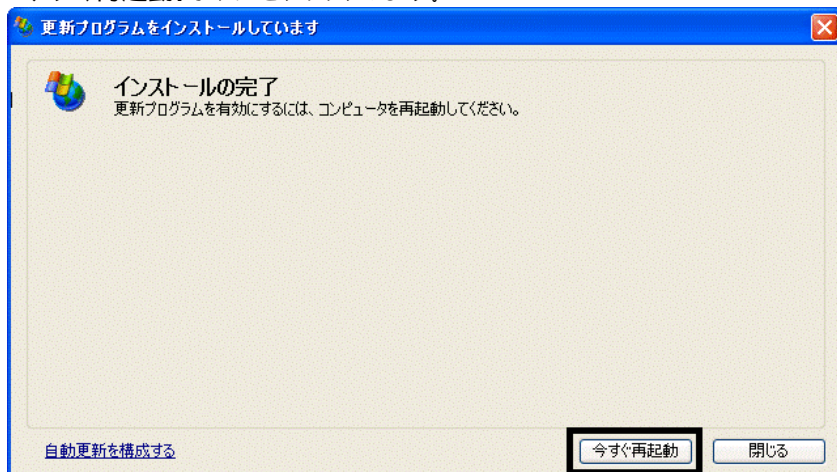 更新プログラムをインストールしています
インストールの完了
更新プログラムを有効にするには、コンピュータを再起動してください。
自動更新を構成する
今すぐ再起動
閉じる